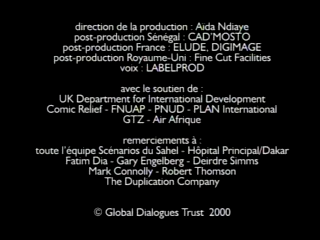 direction de la production : Aïda Ndiaye
post-production Sénégal : CAD'MOSTO
post-production France : ELUDE, DIGIMAGE
post-production Royaume-Uni : Fine Cut Facilities
voix : LABELPROD
avec le soutien de :
UK Department for International Development
Comic Relief - FNUAP - PNUD - PLAN International
GTZ - Air Afrique
remerciements à :
toute l'équipe Scénarios du Sahel - Hôpital Principal/Dakar
Fatim Dia - Gary Engelberg - Deirdre Simms
Mark Connolly - Robert Thomson
The Duplication Company
© Global Dialogues Trust 2000